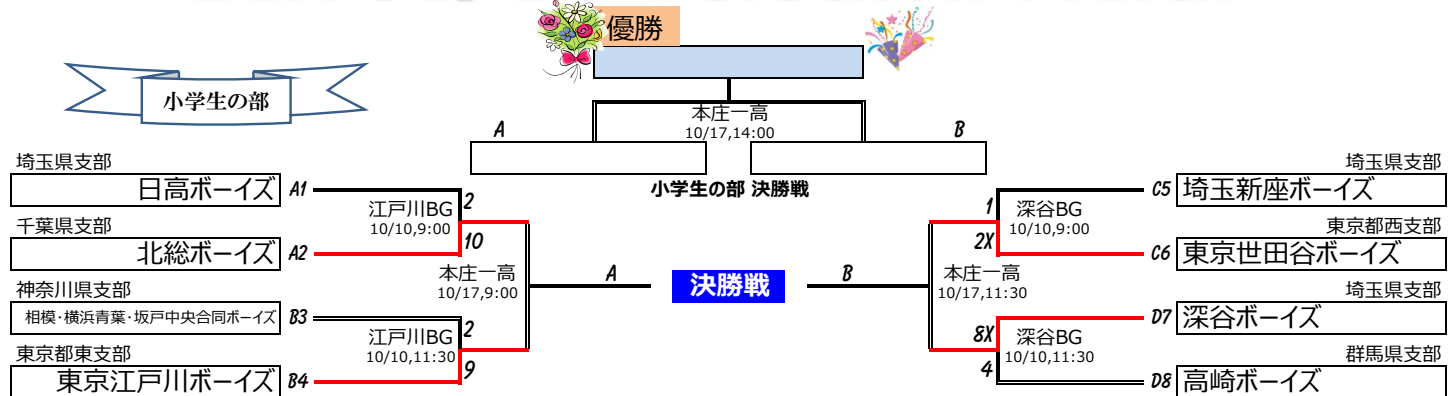 優勝
小学生の部
本庄一高
10/17,14:00
A
B
小学生の部 決勝戦
埼玉県支部
日高ボーイズ A1
千葉県支部
北総ボーイズ A2
江戸川BG
10/10,9:00
2
10
神奈川県支部
相模・横浜青葉・坂戸中央合同ボーイズ B3
東京都東支部
東京江戸川ボーイズ B4
江戸川BG
10/10,11:30
2
9
本庄一高
10/17,9:00
A
決勝戦
B
本庄一高
10/17,11:30
埼玉県支部
C5 埼玉新座ボーイズ
東京都西支部
C6 東京世田谷ボーイズ
1
2X
深谷BG
10/10,9:00
埼玉県支部
D7 深谷ボーイズ
群馬県支部
D8 高崎ボーイズ
8X
4
深谷BG
10/10,11:30